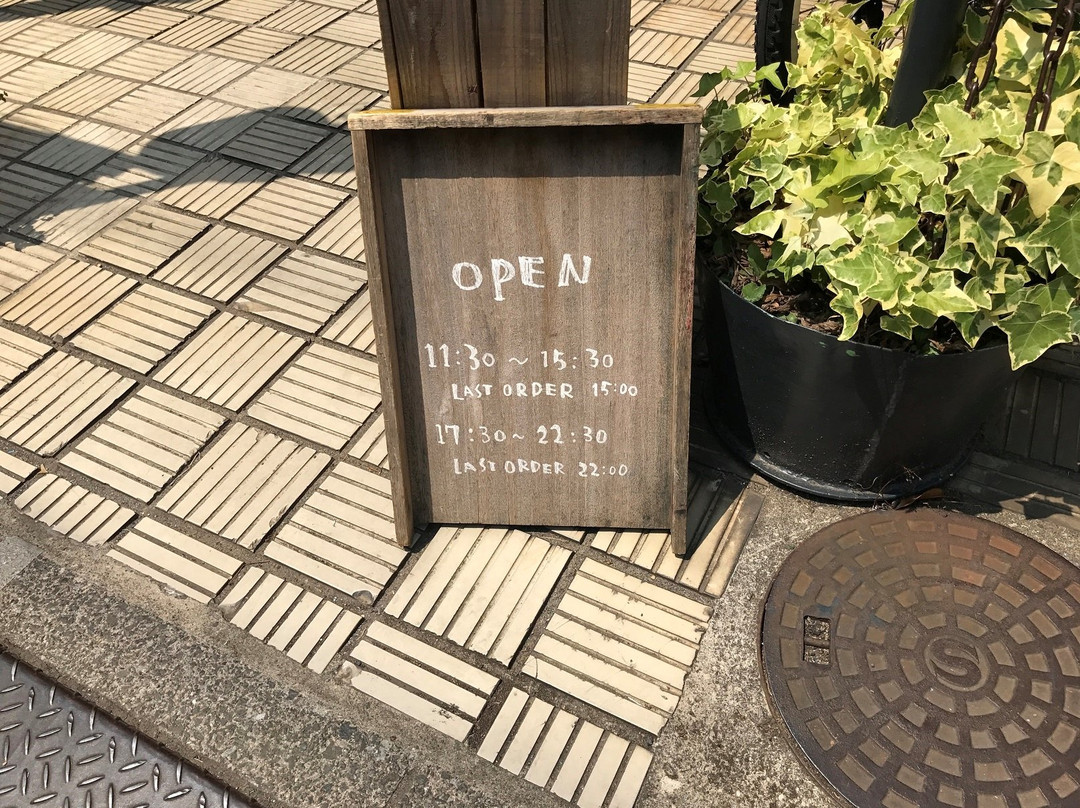 OPEN
11:30 ~ 15:30
LAST ORDER 15:00
17:30~ 22:30
LAST ORDER 22:00
S